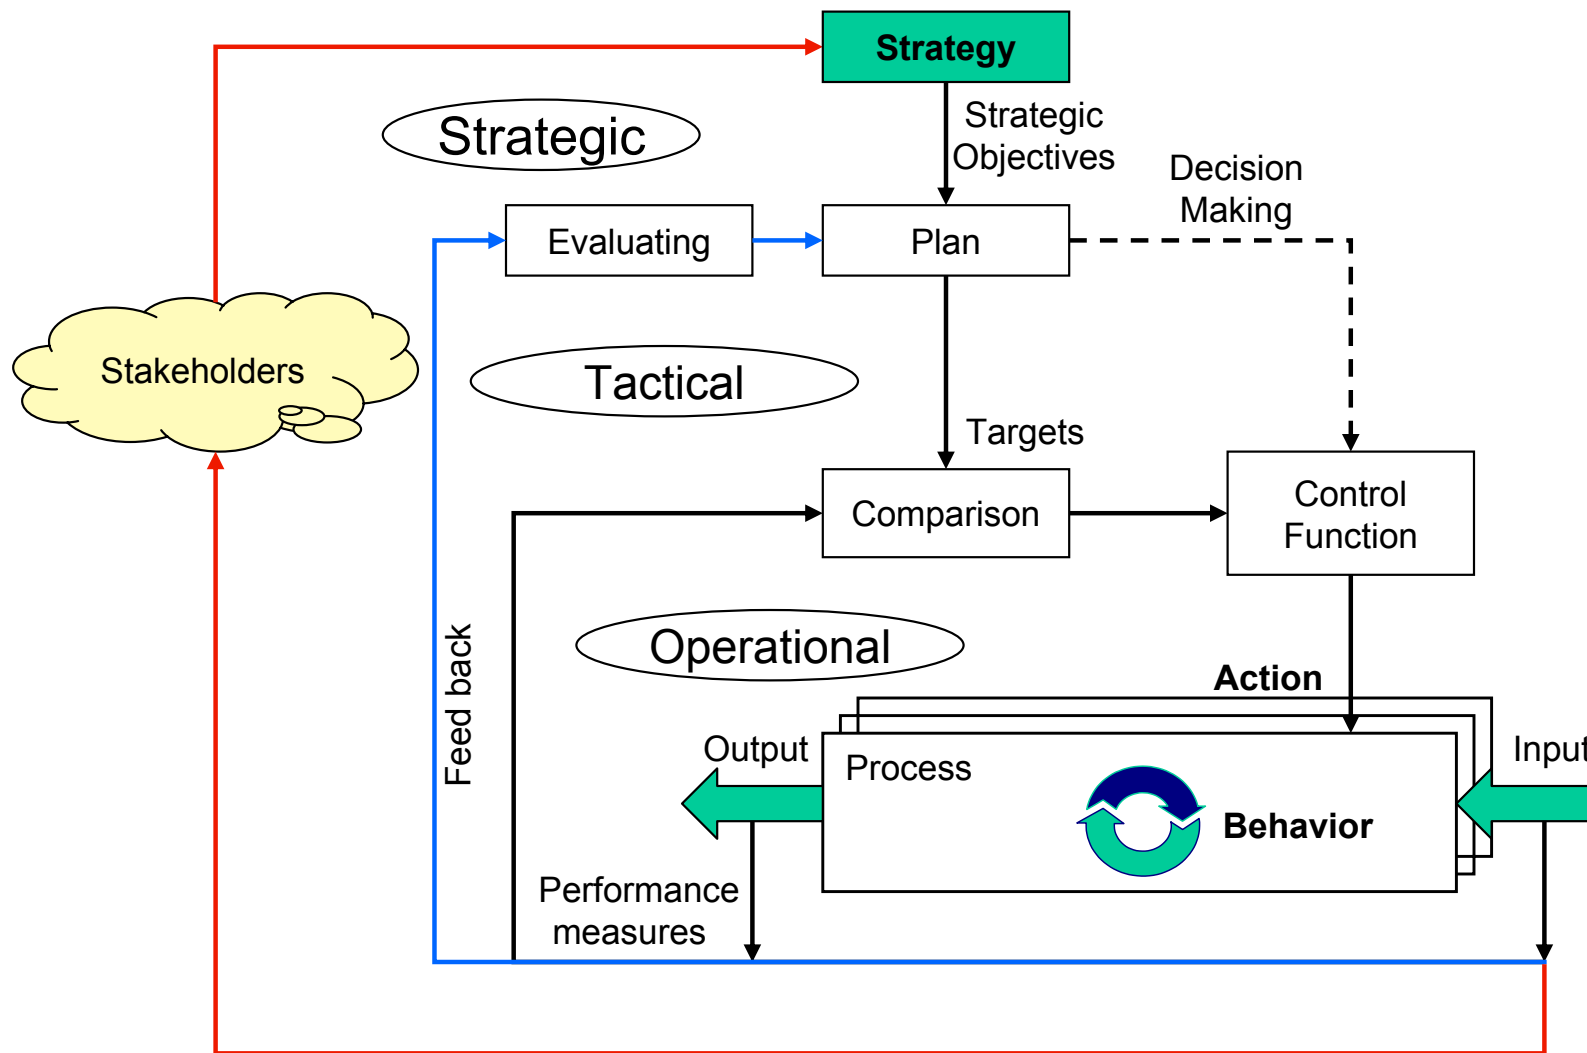 Strategy
Strategic
Objectives
Strategic
Decision
Making
Evaluating
Plan
Stakeholders
Tactical
Targets
Comparison
Control
Function
Feed back
Operational
Action
Output
Process
Input
Behavior
Performance
measures